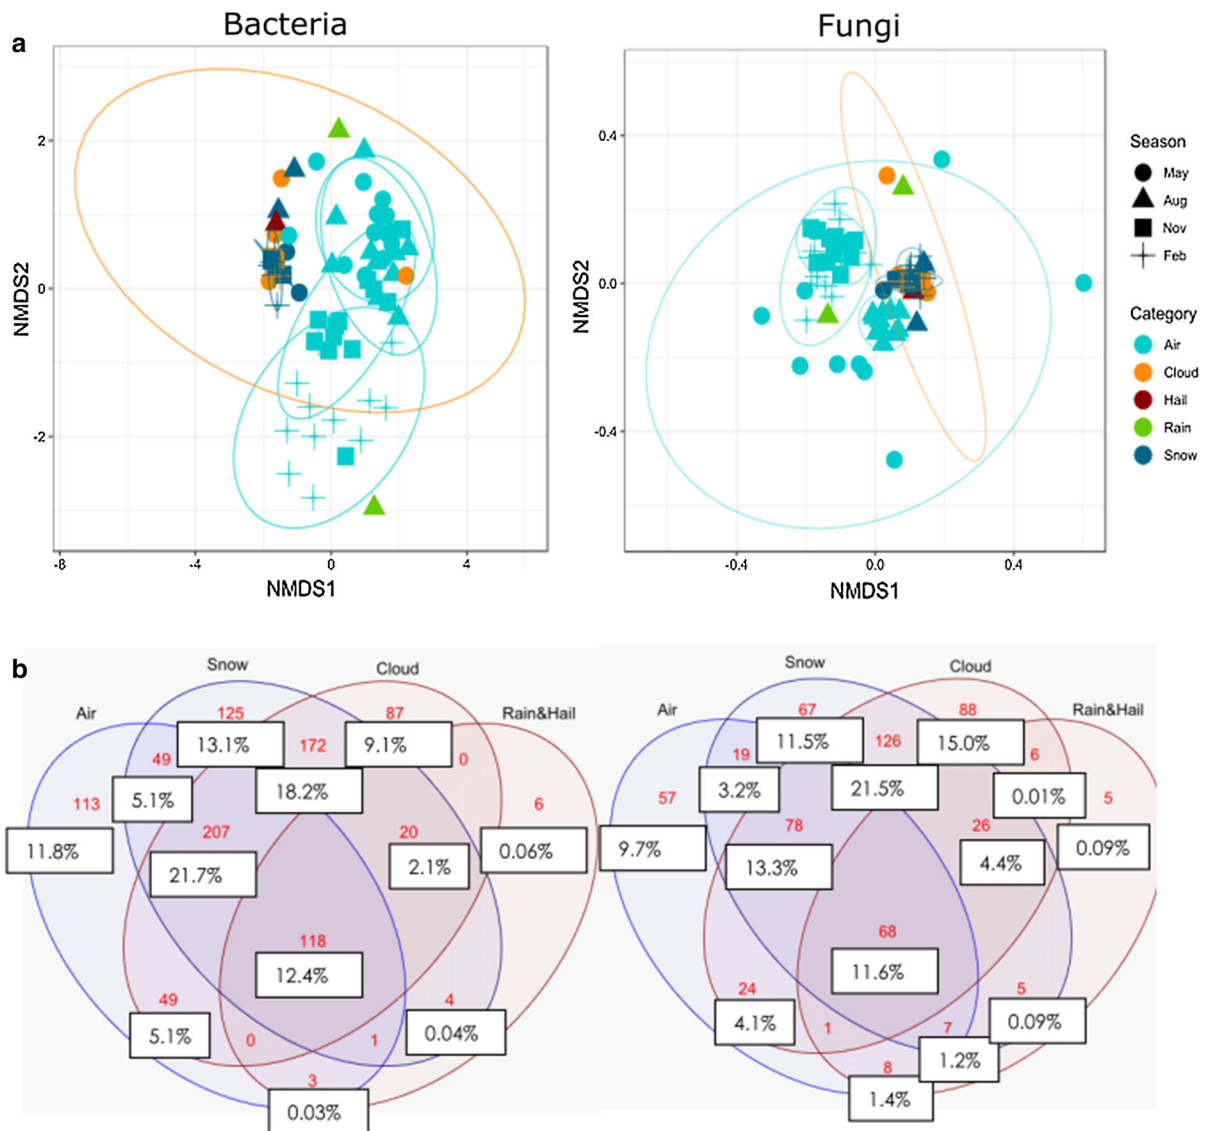 Bacteria
Fungi
a
NMDS2
2
0
-2
-8
-4
0
4
NMDS1
NMDS2
0.4
0.0
-0.4
-0.4
0.0
0.4
NMDS1
Season
May
Aug
Nov
Feb
Category
Air
Cloud
Hail
Rain
Snow
b
Air
Snow
Cloud
Rain&Hail
125
13.1%
87
9.1%
172
18.2%
0
49
5.1%
113
11.8%
6
0.06%
207
21.7%
20
2.1%
118
12.4%
49
5.1%
4
0.04%
0
1
3
0.03%
Air
Snow
Cloud
Rain&Hail
67
11.5%
88
15.0%
126
21.5%
6
0.01%
19
3.2%
57
9.7%
5
0.09%
78
13.3%
26
4.4%
68
11.6%
24
4.1%
5
0.09%
1
7
1.2%
8
1.4%